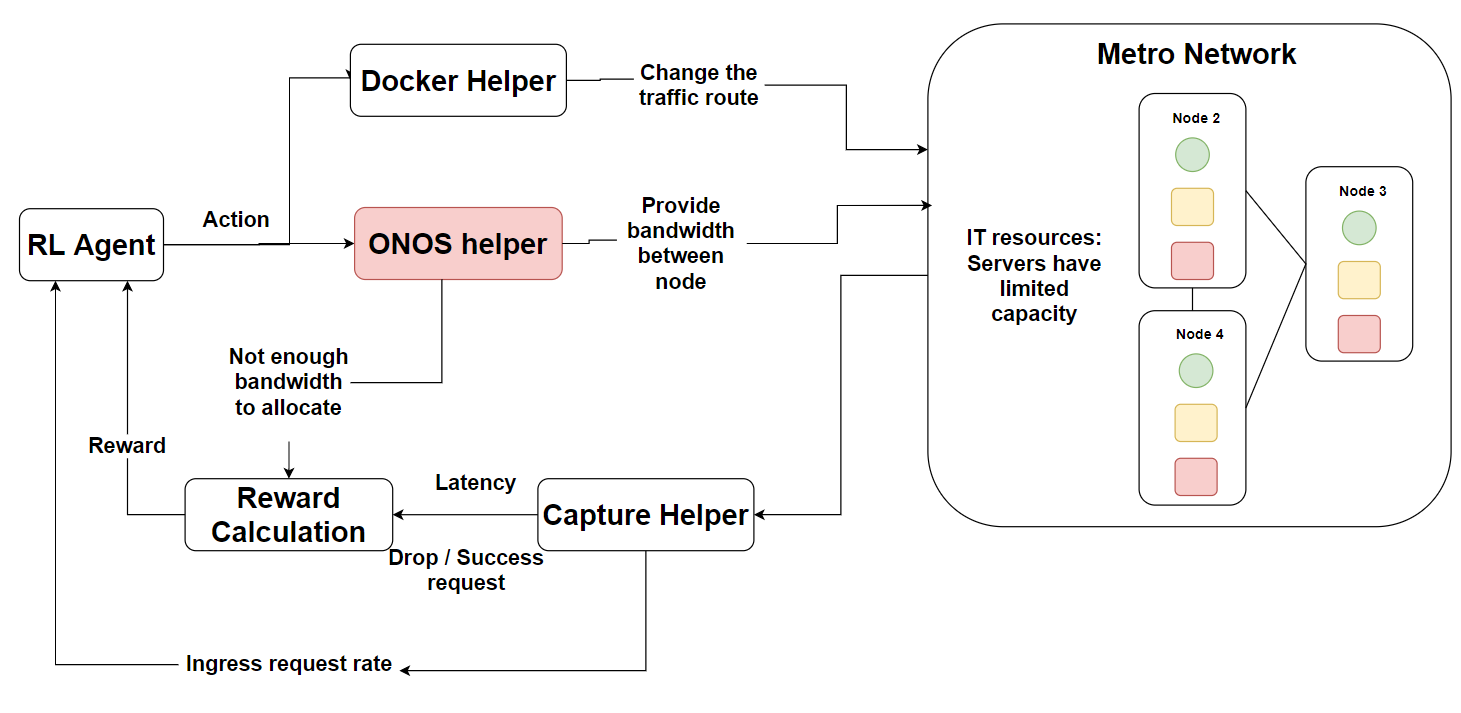 Metro Network
Docker Helper
Change the
traffic route
Node 2
Node 3
RL Agent
Action
ONOS helper
Provide
bandwidth
between
node
IT resources:
Servers have
limited
capacity
Node 4
Not enough
bandwidth
to allocate
Reward
Reward
Calculation
Latency
Capture Helper
Drop / Success
request
Ingress request rate